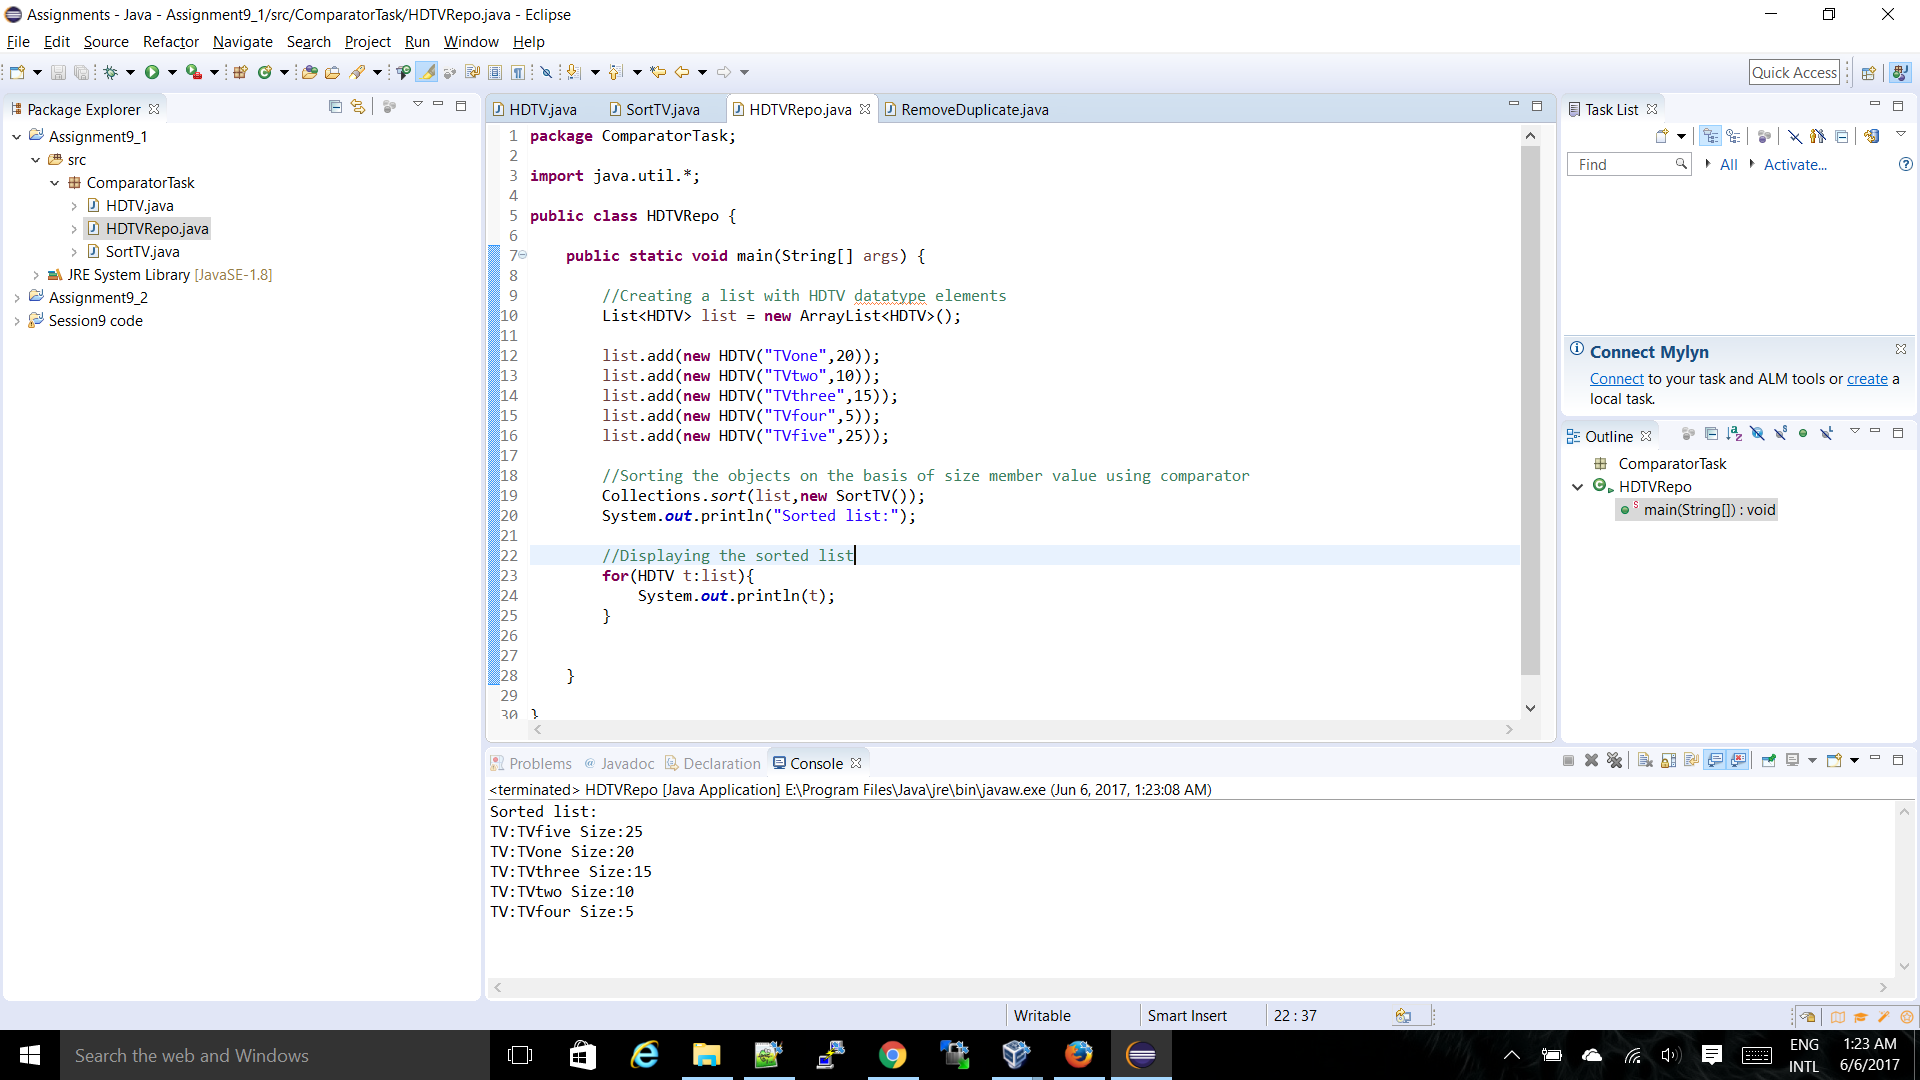 Assignments - Java - Assignment9_1/src/ComparatorTask/HDTVRepo.java - Eclipse
File Edit Source Refactor Navigate Search Project Run Window Help
Quick Access
Package Explorer
Assignment9_1
src
ComparatorTask
HDTV.java
HDTVRepo.java
SortTV.java
JRE System Library [JavaSE-1.8]
Assignment9_2
Session9 code
HDTV.java SortTV.java HDTVRepo.java RemoveDuplicate.java
1 package ComparatorTask;
2
3 import java.util.*;
4
5 public class HDTVRepo {
6
7 public static void main(String[] args) {
8
9 //Creating a list with HDTV datatype elements
10 List<HDTV> list = new ArrayList<HDTV>();
11
12 list.add(new HDTV("TVone",20));
13 list.add(new HDTV("TVtwo",10));
14 list.add(new HDTV("TVthree",15));
15 list.add(new HDTV("TVfour",5));
16 list.add(new HDTV("TVfive",25));
17
18 //Sorting the objects on the basis of size member value using comparator
19 Collections.sort(list,new SortTV());
20 System.out.println("Sorted list:");
21
22 //Displaying the sorted list
23 for(HDTV t:list){
24 System.out.println(t);
25 }
26
27
28 }
29
30 }
Task List
Find All Activate...
Connect Mylyn
Connect to your task and ALM tools or create a
local task.
Outline
ComparatorTask
HDTVRepo
main(String[]) : void
Problems @ Javadoc Declaration Console
<terminated> HDTVRepo [Java Application] E:\Program Files\Java\jre\bin\javaw.exe (Jun 6, 2017, 1:23:08 AM)
Sorted list:
TV:TVfive Size:25
TV:TVone Size:20
TV:TVthree Size:15
TV:TVtwo Size:10
TV:TVfour Size:5
Writable Smart Insert 22 : 37
Search the web and Windows
ENG
INTL
1:23 AM
6/6/2017